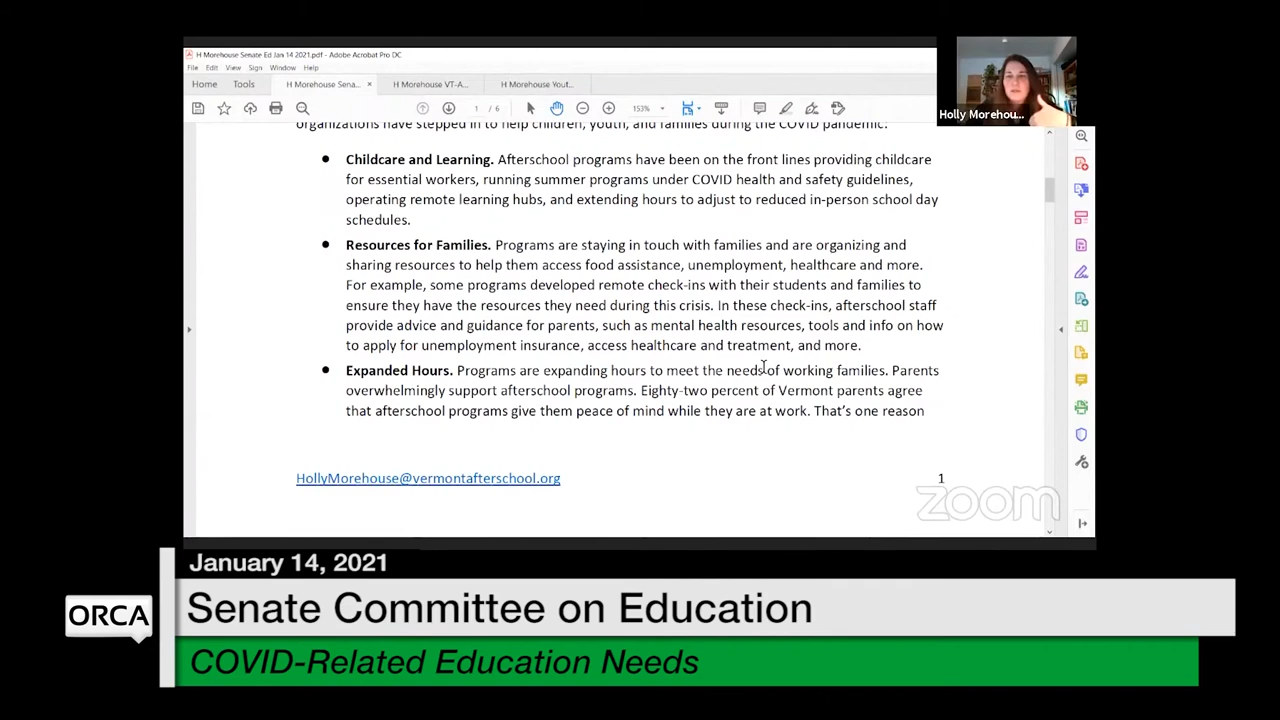 H Morehouse Senate Ed Jan 14 2021.pdf - Adobe Acrobat Pro DC
File Edit View Sign Window Help
Home Tools H Morehouse Sena... × H Morehouse VT-A... H Morehouse Yout...
1 / 6 153%
Holly Morehou...
organizations have stepped in to help children, youth, and families during the COVID pandemic.
• Childcare and Learning. Afterschool programs have been on the front lines providing childcare
for essential workers, running summer programs under COVID health and safety guidelines,
operating remote learning hubs, and extending hours to adjust to reduced in-person school day
schedules.
• Resources for Families. Programs are staying in touch with families and are organizing and
sharing resources to help them access food assistance, unemployment, healthcare and more.
For example, some programs developed remote check-ins with their students and families to
ensure they have the resources they need during this crisis. In these check-ins, afterschool staff
provide advice and guidance for parents, such as mental health resources, tools and info on how
to apply for unemployment insurance, access healthcare and treatment, and more.
• Expanded Hours. Programs are expanding hours to meet the needs of working families. Parents
overwhelmingly support afterschool programs. Eighty-two percent of Vermont parents agree
that afterschool programs give them peace of mind while they are at work. That's one reason
HollyMorehouse@vermontafterschool.org 1
zoom
January 14, 2021
ORCA
Senate Committee on Education
COVID-Related Education Needs